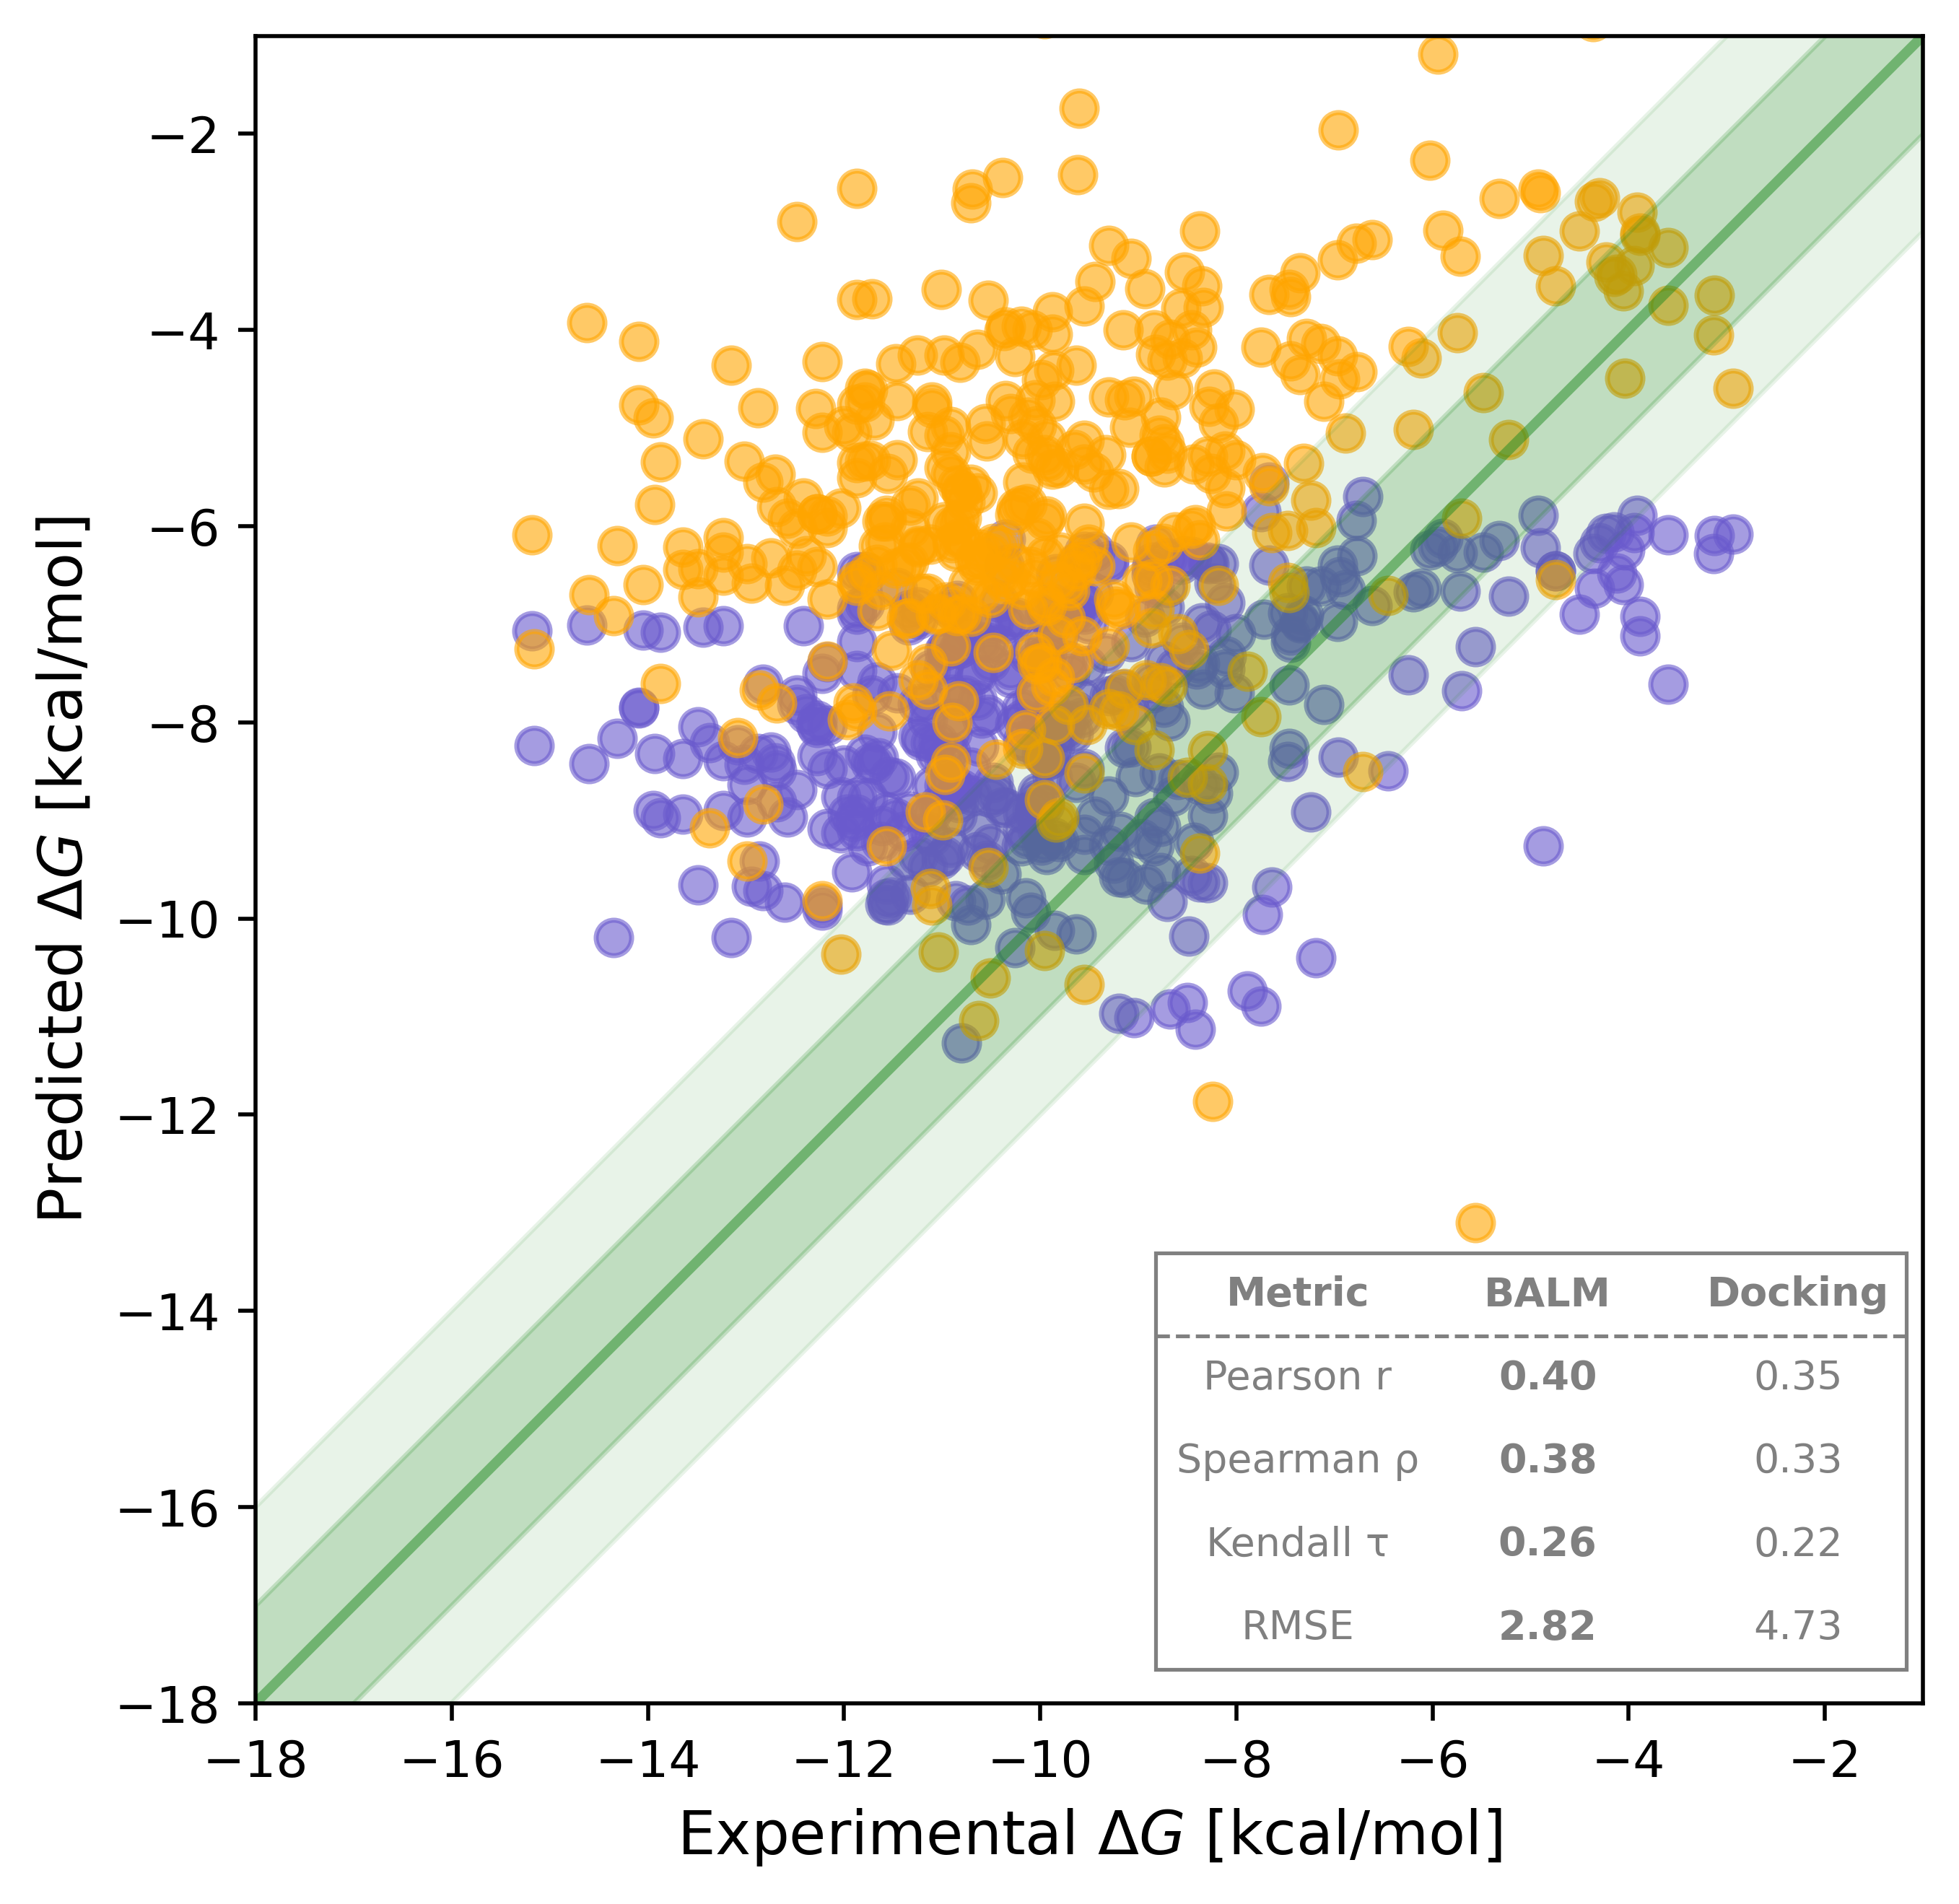 Predicted ΔG [kcal/mol]
−2
−4
−6
−8
−10
−12
−14
−16
−18
Metric BALM Docking
Pearson r 0.40 0.35
Spearman ρ 0.38 0.33
Kendall τ 0.26 0.22
RMSE 2.82 4.73
−18 −16 −14 −12 −10 −8 −6 −4 −2
Experimental ΔG [kcal/mol]